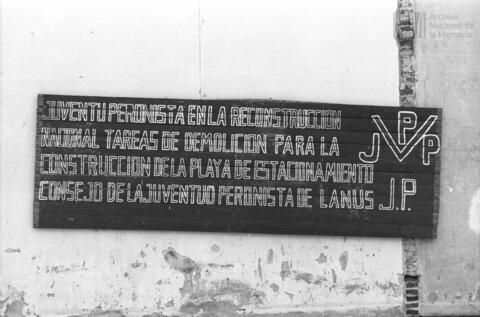 Archivo
Nacional de
la Memoria
JUVENTU PERONISTA EN LA RECONSTRUCCION
NACIONAL TAREAS DE DEMOLICION PARA LA
CONSTRUCCION DE LA PLAYA DE ESTACIONAMIENTO
CONSEJO DE LA JUVENTUD PERONISTA DE LANUS J.P.
JPP